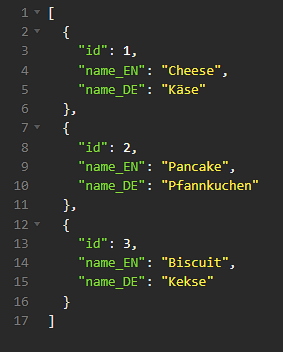 1 [
2 {
3 "id": 1,
4 "name_EN": "Cheese",
5 "name_DE": "Käse"
6 },
7 {
8 "id": 2,
9 "name_EN": "Pancake",
10 "name_DE": "Pfannkuchen"
11 },
12 {
13 "id": 3,
14 "name_EN": "Biscuit",
15 "name_DE": "Kekse"
16 }
17 ]